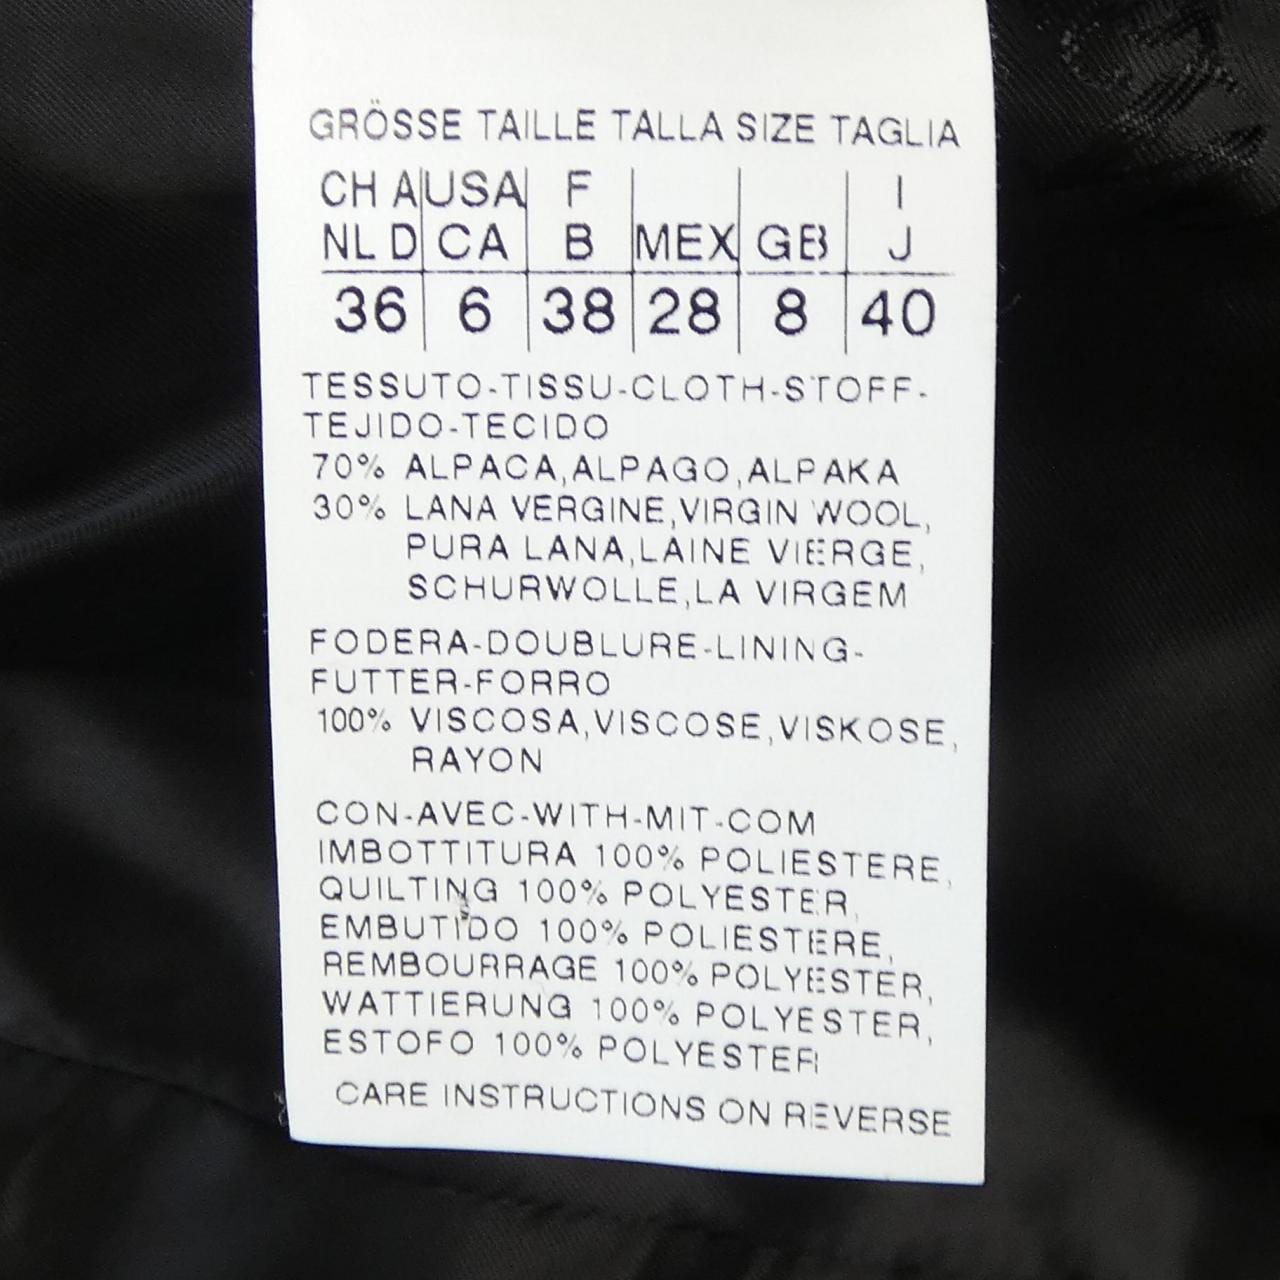 GRÖSSE TAILLE TALLA SIZE TAGLIA
CH A USA F I
NL D CA B MEX GB J
36 6 38 28 8 40
TESSUTO-TISSU-CLOTH-STOFF-
TEJIDO-TECIDO
70% ALPACA,ALPAGO,ALPAKA
30% LANA VERGINE,VIRGIN WOOL,
PURA LANA,LAINE VIERGE,
SCHURWOLLE,LA VIRGEM
FODERA-DOUBLURE-LINING-
FUTTER-FORRO
100% VISCOSA,VISCOSE,VISKOSE,
RAYON
CON-AVEC-WITH-MIT-COM
IMBOTTITURA 100% POLIESTERE,
QUILTING 100% POLYESTER,
EMBUTIDO 100% POLIESTERE,
REMBOURRAGE 100% POLYESTER,
WATTIERUNG 100% POLYESTER,
ESTOFO 100% POLYESTER
CARE INSTRUCTIONS ON REVERSE